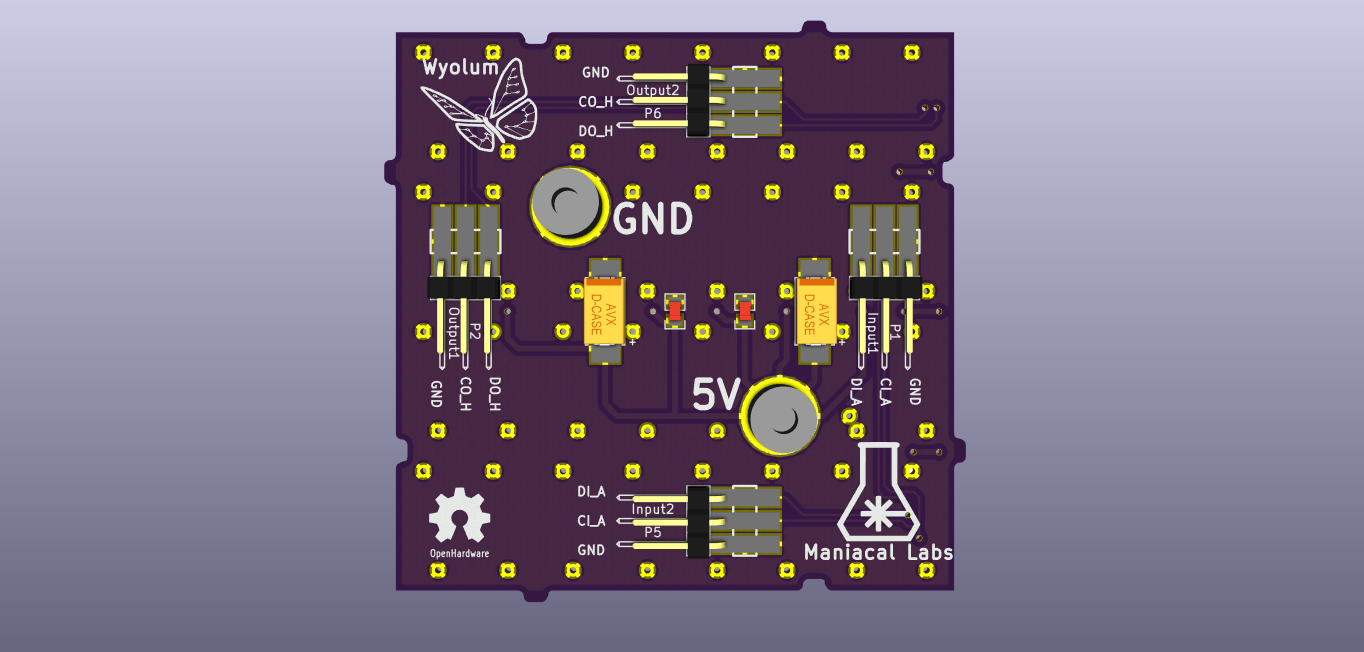 Wyolum
GND
Output2
CO_H
P6
DO_H
GND
AVX
D-CASE
+
AVX
D-CASE
+
Output1
P2
GND
CO_H
DO_H
Input1
P1
DI_A
CI_A
GND
5V
DI_A
Input2
CI_A
P5
GND
OpenHardware
Maniacal Labs